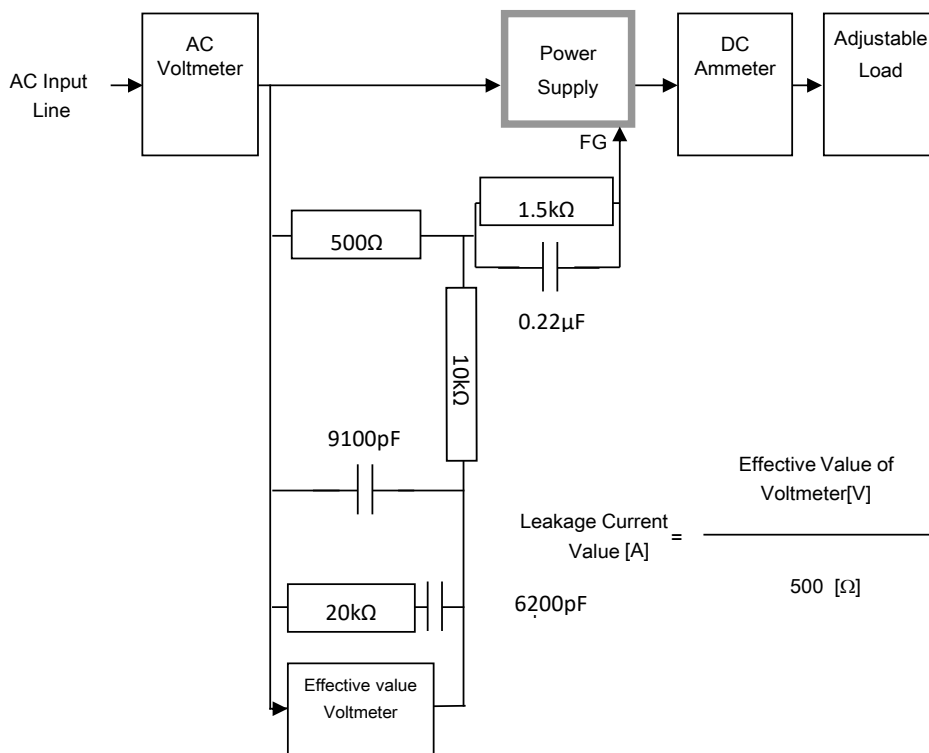 AC Input
Line
AC
Voltmeter
Power
Supply
DC
Ammeter
Adjustable
Load
FG
1.5kΩ
500Ω
0.22µF
10kΩ
9100pF
20kΩ
6200pF
Effective value
Voltmeter
Leakage Current
Value [A]
=
Effective Value of
Voltmeter[V]
500 [Ω]